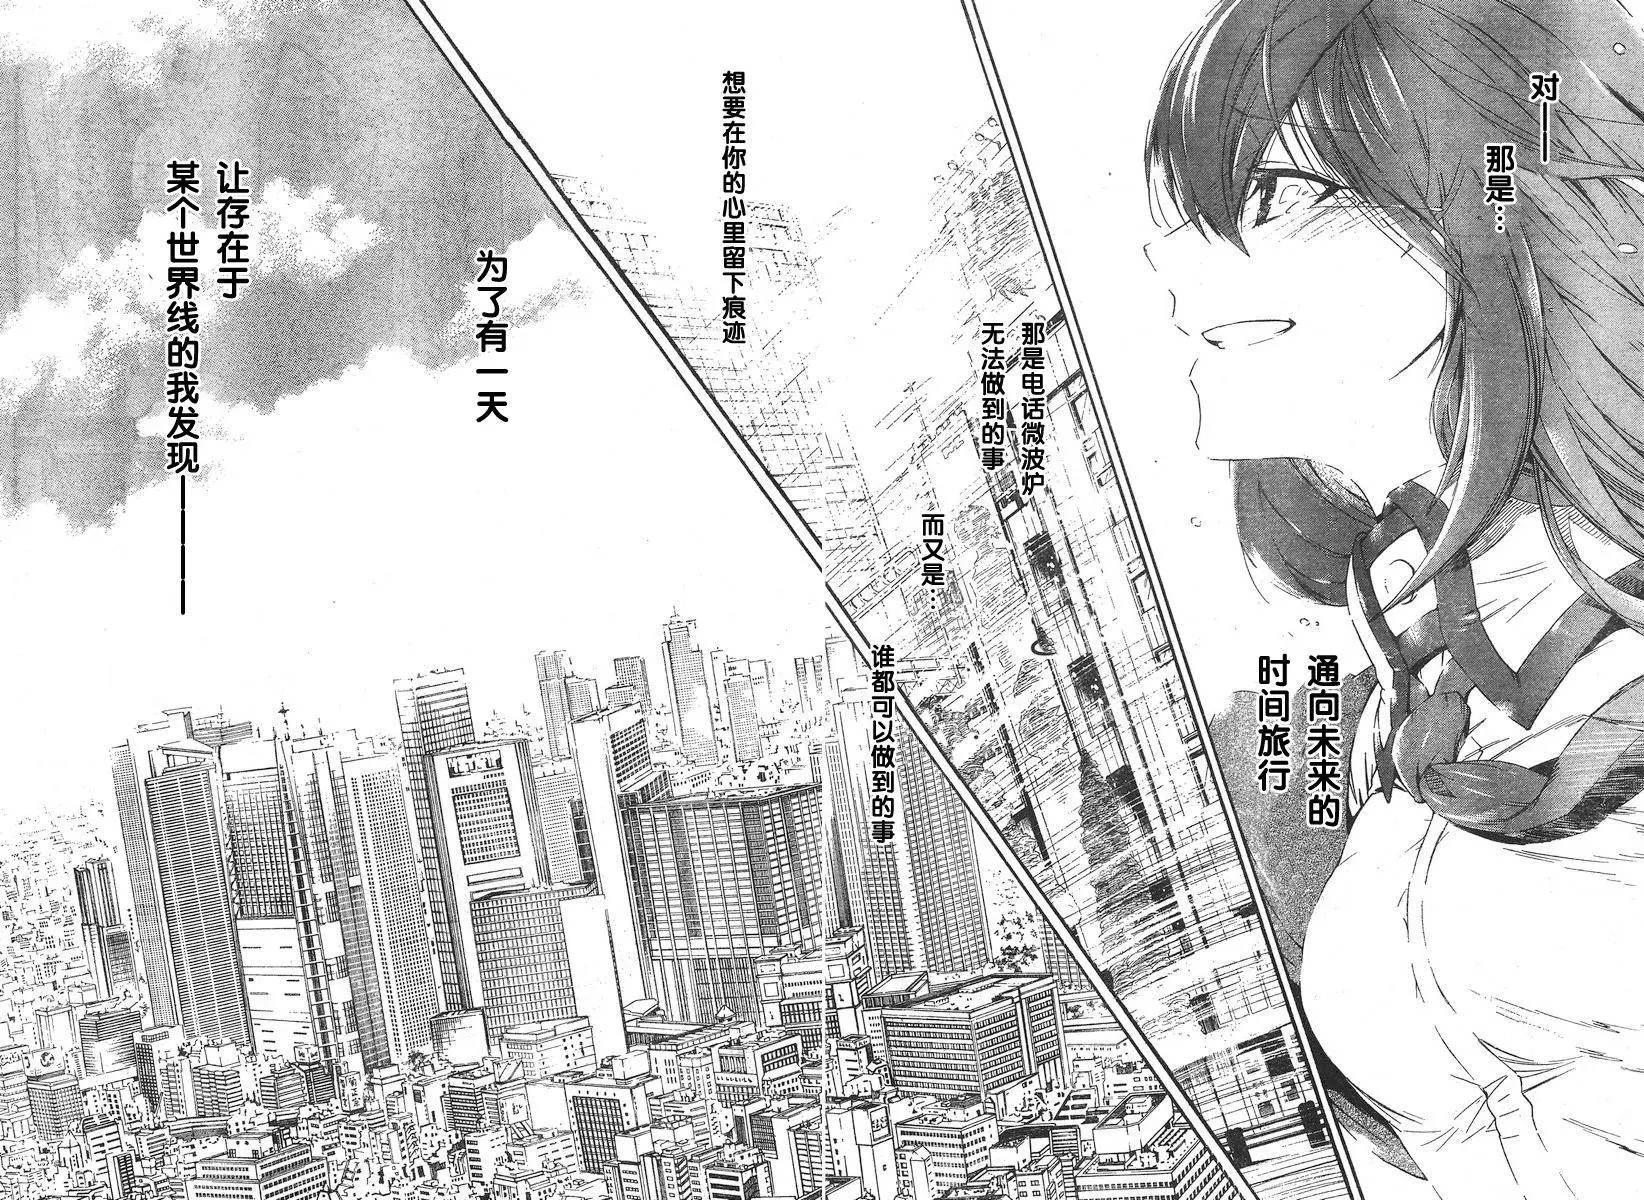 对——
那是…
通向未来的
时间旅行
那是电话微波炉
无法做到的事
而又是…
谁都可以做到的事
想要在你的心里留下痕迹
为了有一天
让存在于
某个世界线的我发现————